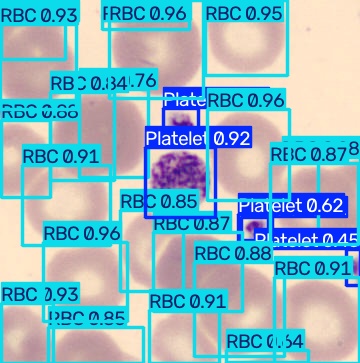 RBC 0.93
RBC 0.96
RBC 0.95
RBC 0.84
.76
Plate
RBC 0.96
RBC 0.88
Platelet 0.92
RBC 0.91
RBC 0.87
RBC 0.85
Platelet 0.62
RBC 0.87
RBC 0.96
Platelet 0.45
RBC 0.88
RBC 0.91
RBC 0.93
RBC 0.91
RBC 0.85
RBC 0.64